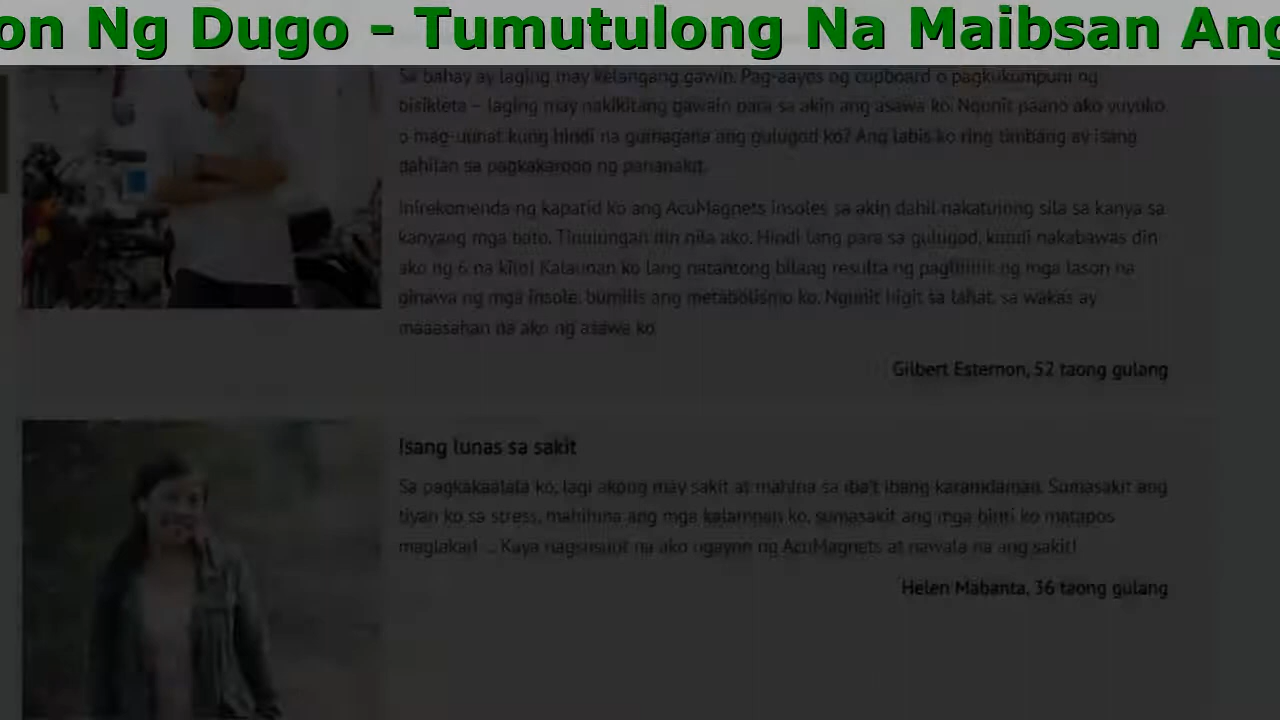 on Ng Dugo - Tumutulong Na Maibsan Ang
Sa bahay ay laging may kelangang gawin. Pag-aayos ng cupboard o pagkukumpuni ng
bisikleta – laging may nakikitang gawain para sa akin ang asawa ko. Ngunit paano ako yuyuko
o mag-uunat kung hindi na gumagana ang gulugod ko? Ang labis ko ring timbang ay isang
dahilan sa pagkakaroon ng pananakit.
Inirekomenda ng kapatid ko ang AcuMagnets insoles sa akin dahil nakatulong sila sa kanya sa
kanyang mga bato. Tinulungan din nila ako. Hindi lang para sa gulugod, kundi nakabawas din
ako ng 6 na kilo! Kalaunan ko lang natantong bilang resulta ng paglilinis ng mga lason na
ginawa ng mga insole, bumilis ang metabolismo ko. Ngunit higit sa lahat, sa wakas ay
maaasahan na ako ng asawa ko
Gilbert Esternon, 52 taong gulang
Isang lunas sa sakit
Sa pagkakaalala ko, lagi akong may sakit at mahina sa iba't ibang karamdaman. Sumasakit ang
tiyan ko sa stress, mahihina ang mga kalamnan ko, sumasakit ang mga binti ko matapos
maglakad ... Kaya nagsusuot na ako ngayon ng AcuMagnets at nawala na ang sakit!
Helen Mabanta, 36 taong gulang